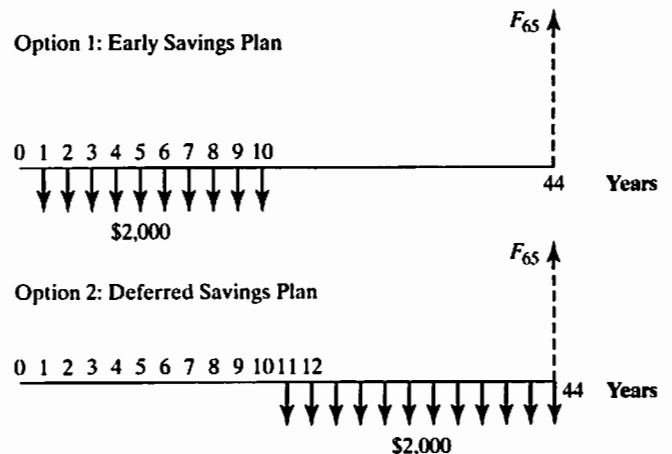 F65
Option 1: Early Savings Plan
0 1 2 3 4 5 6 7 8 9 10
44 Years
$2,000
F65
Option 2: Deferred Savings Plan
0 1 2 3 4 5 6 7 8 9 10 11 12
44 Years
$2,000